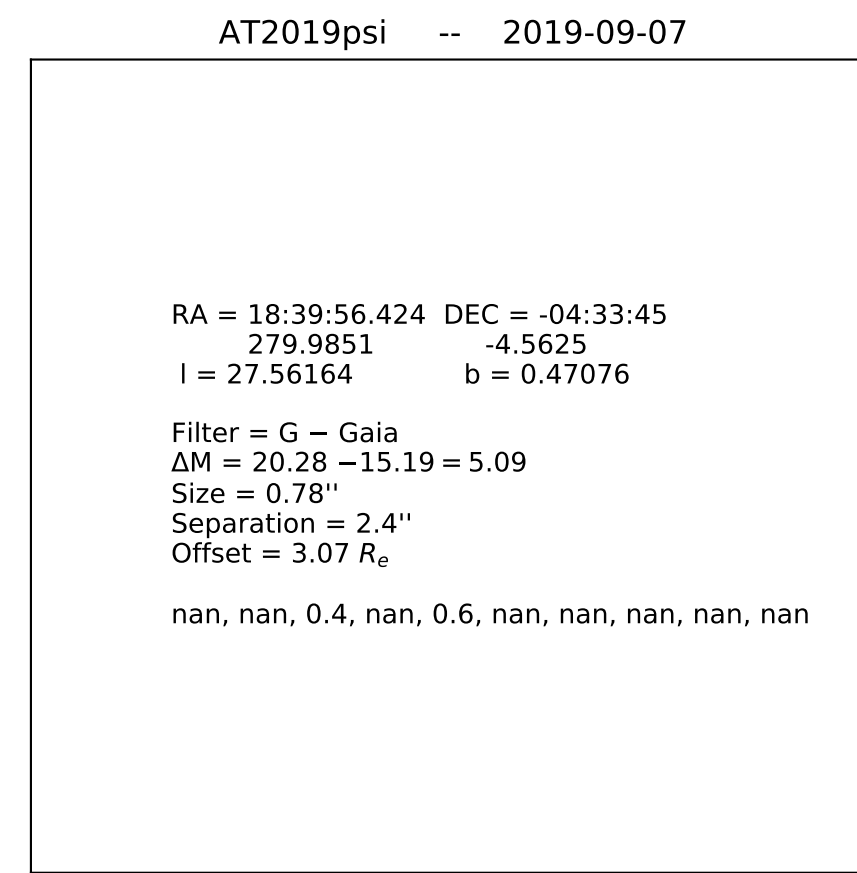 AT2019psi -- 2019-09-07
RA = 18:39:56.424 DEC = -04:33:45
279.9851 -4.5625
l = 27.56164 b = 0.47076
Filter = G − Gaia
ΔM = 20.28 −15.19 = 5.09
Size = 0.78''
Separation = 2.4''
Offset = 3.07 Rₑ
nan, nan, 0.4, nan, 0.6, nan, nan, nan, nan, nan